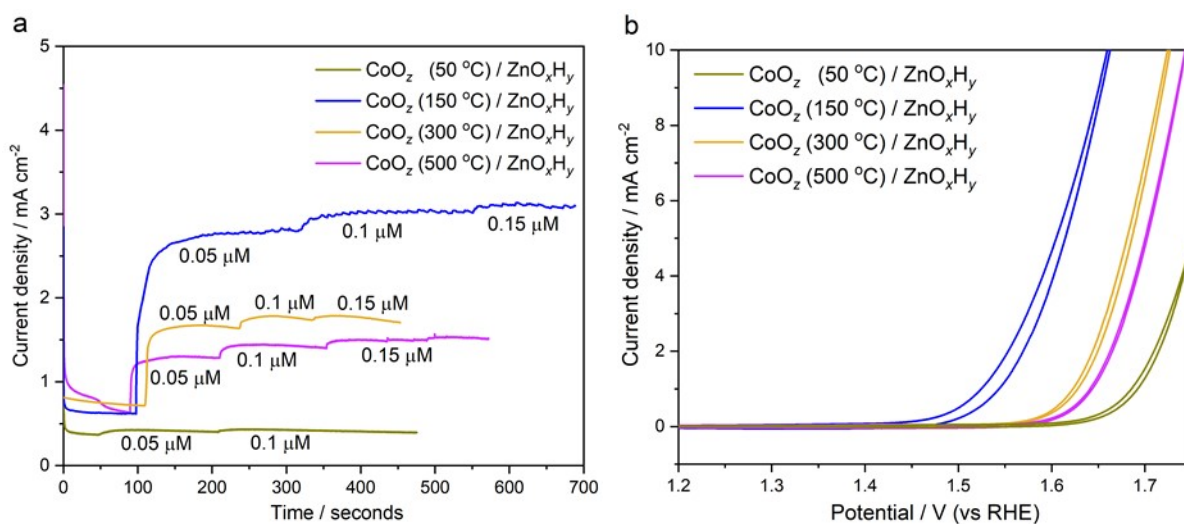 a
5
4
3
2
1
0
0 100 200 300 400 500 600 700
Current density / mA cm⁻²
Time / seconds
CoO𝑧 (50 °C) / ZnO𝑥H𝑦
CoO𝑧 (150 °C) / ZnO𝑥H𝑦
CoO𝑧 (300 °C) / ZnO𝑥H𝑦
CoO𝑧 (500 °C) / ZnO𝑥H𝑦
0.05 μM
0.1 μM
0.15 μM
0.05 μM
0.1 μM
0.15 μM
0.05 μM
0.1 μM
0.15 μM
0.05 μM
0.1 μM
b
10
8
6
4
2
0
1.2 1.3 1.4 1.5 1.6 1.7
Current density / mA cm⁻²
Potential / V (vs RHE)
CoO𝑧 (50 °C) / ZnO𝑥H𝑦
CoO𝑧 (150 °C) / ZnO𝑥H𝑦
CoO𝑧 (300 °C) / ZnO𝑥H𝑦
CoO𝑧 (500 °C) / ZnO𝑥H𝑦